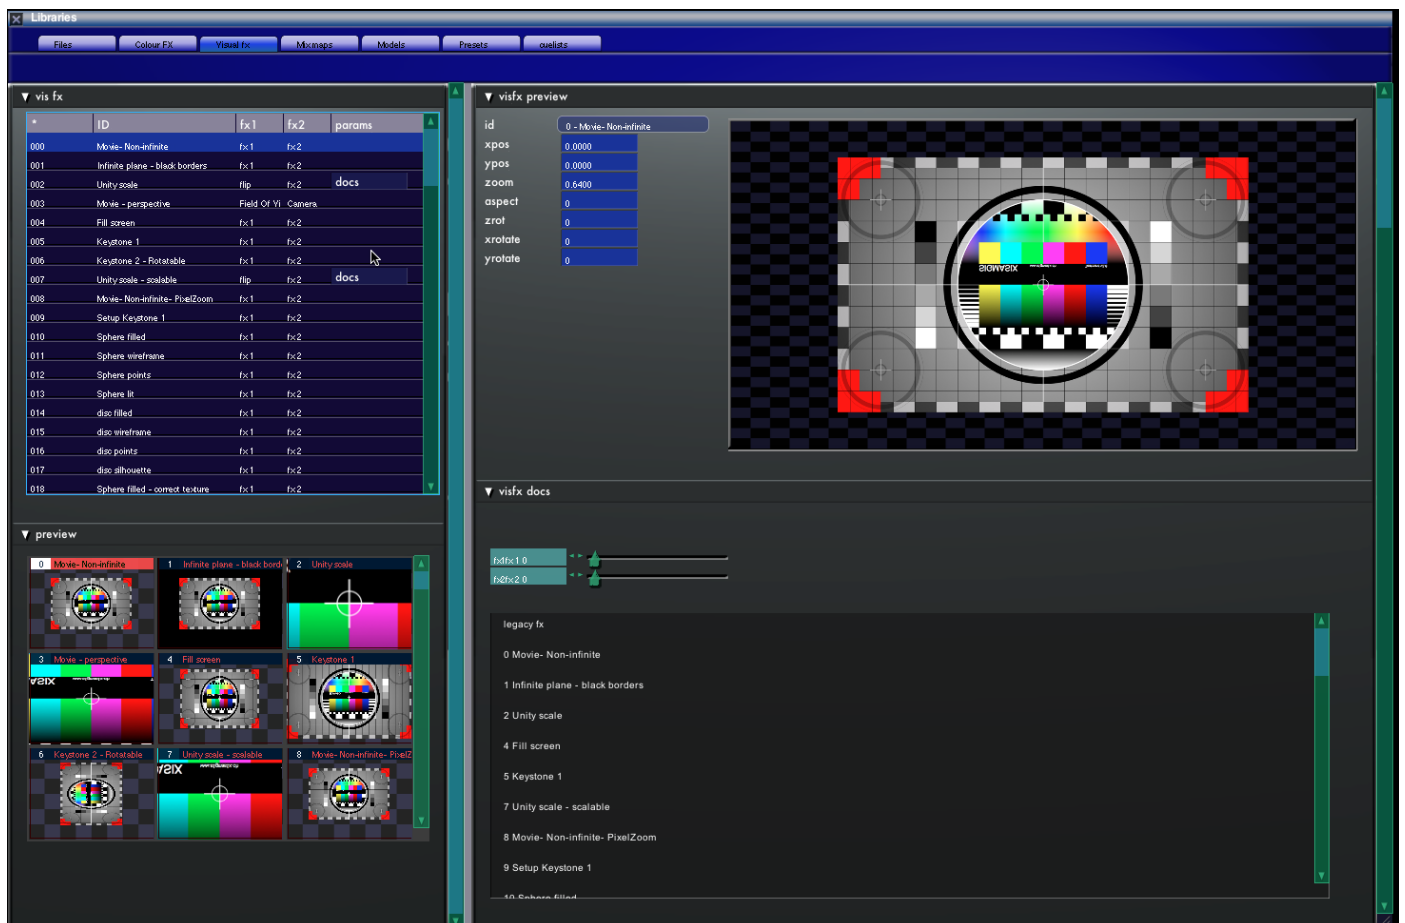 Libraries
Files Colour FX Visual fx Mixmaps Models Presets cuelists
vis fx
* ID fx1 fx2 params
000 Movie- Non-infinite fx1 fx2
001 Infinite plane - black borders fx1 fx2
002 Unity scale flip fx2 docs
003 Movie - perspective Field Of Vi Camera
004 Fill screen fx1 fx2
005 Keystone 1 fx1 fx2
006 Keystone 2 - Rotatable fx1 fx2
007 Unity scale - scalable flip fx2 docs
008 Movie- Non-infinite- PixelZoom fx1 fx2
009 Setup Keystone 1 fx1 fx2
010 Sphere filled fx1 fx2
011 Sphere wireframe fx1 fx2
012 Sphere points fx1 fx2
013 Sphere lit fx1 fx2
014 disc filled fx1 fx2
015 disc wireframe fx1 fx2
016 disc points fx1 fx2
017 disc silhouette fx1 fx2
018 Sphere filled - correct texture fx1 fx2
preview
0 Movie- Non-infinite 1 Infinite plane - black bord 2 Unity scale
3 Movie - perspective 4 Fill screen 5 Keystone 1
6 Keystone 2 - Rotatable 7 Unity scale - scalable 8 Movie- Non-infinite- PixelZ
visfx preview
id 0 - Movie- Non-infinite
xpos 0.0000
ypos 0.0000
zoom 0.6400
aspect 0
zrot 0
xrotate 0
yrotate 0
SIGMASIX
visfx docs
fx1fx1 0
fx2fx2 0
legacy fx
0 Movie- Non-infinite
1 Infinite plane - black borders
2 Unity scale
4 Fill screen
5 Keystone 1
7 Unity scale - scalable
8 Movie- Non-infinite- PixelZoom
9 Setup Keystone 1
10 Sphere filled